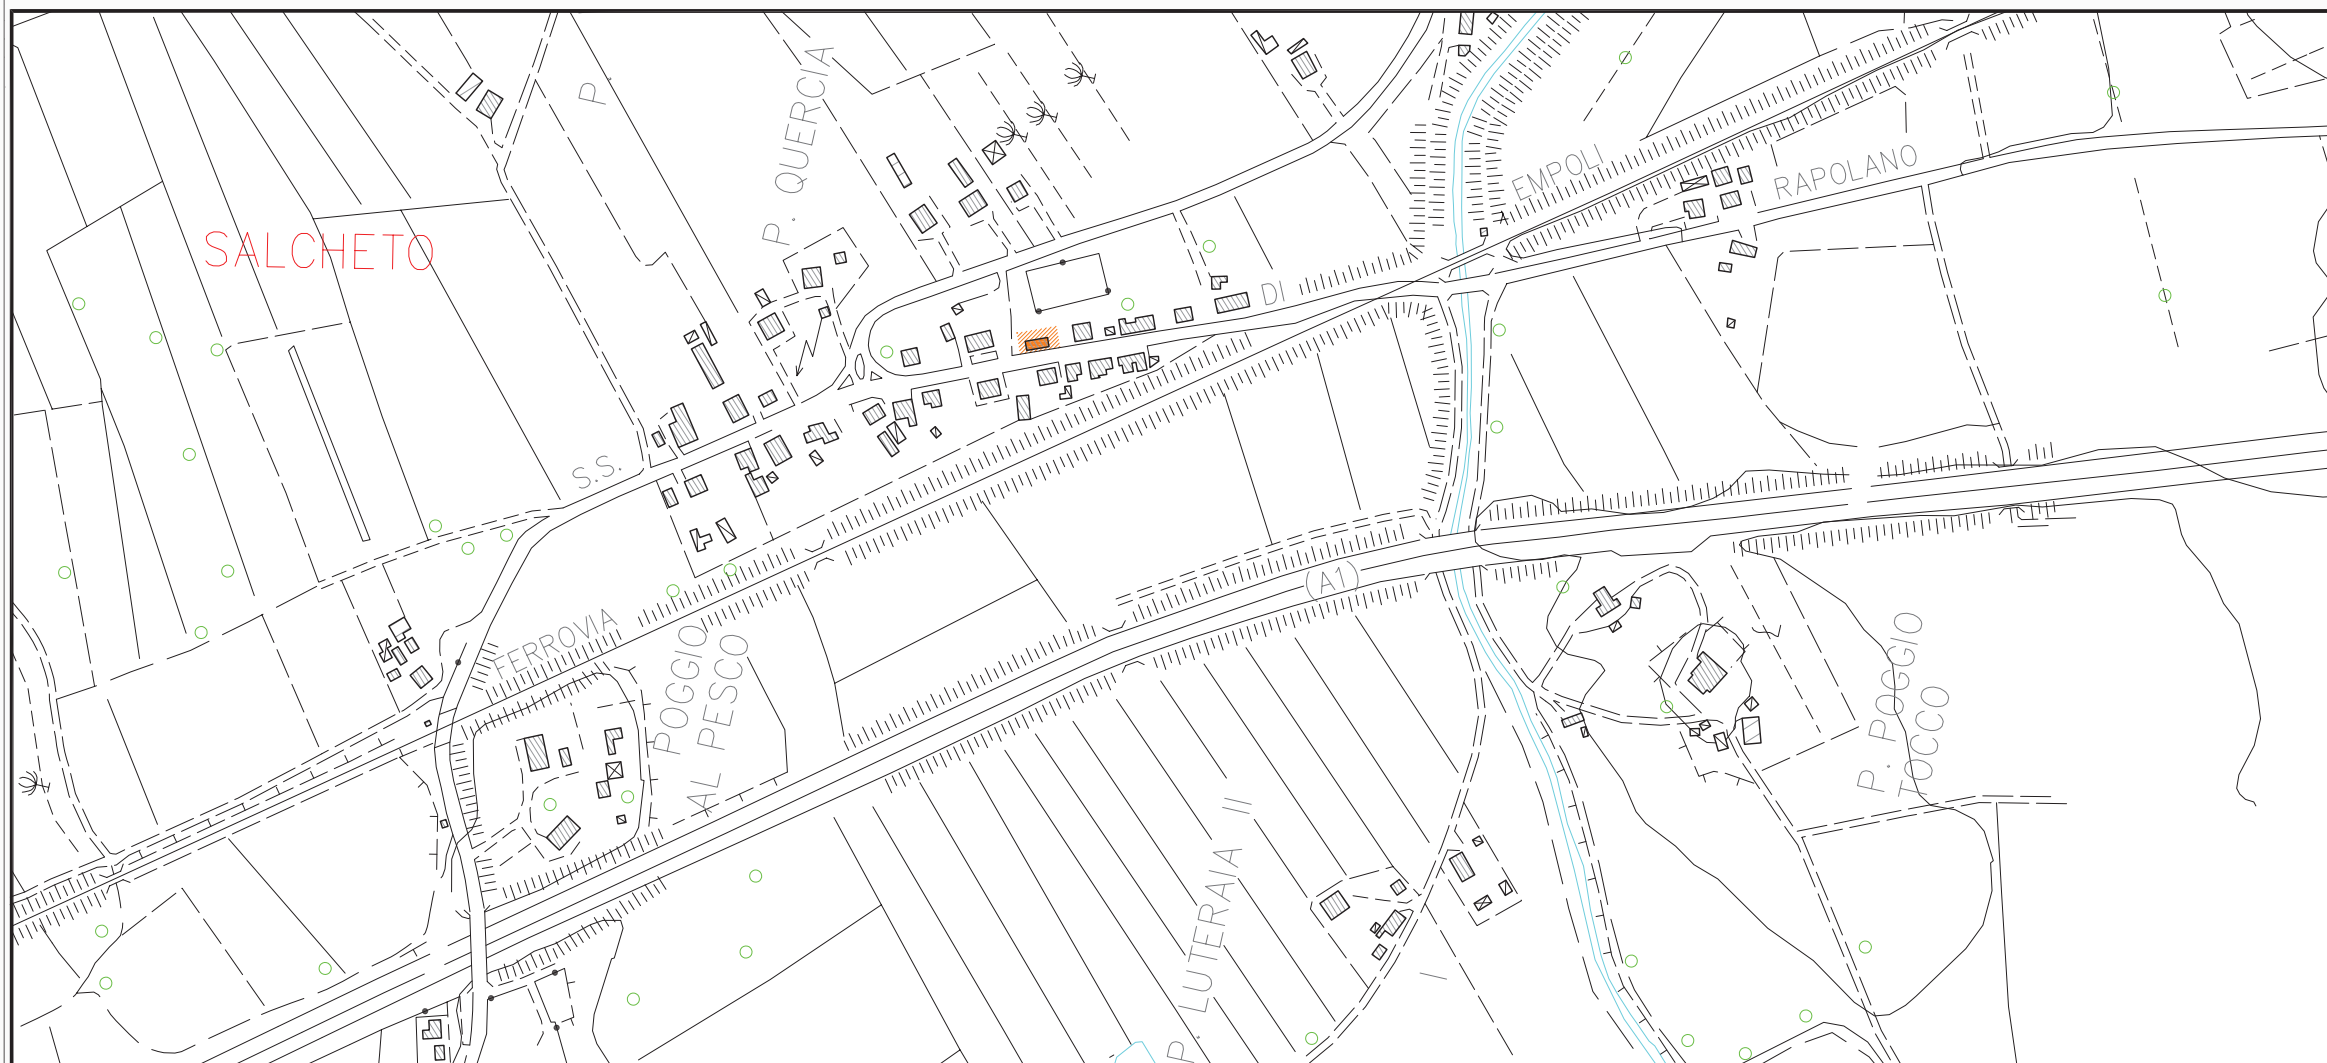 P.
P. QUERCIA
SALCHETO
EMPOLI
RAPOLANO
DI
S.S.
(A1)
FERROVIA
POGGIO
AL PESCO
P. POGGIO
TOCCO
P. LUTERAIA II